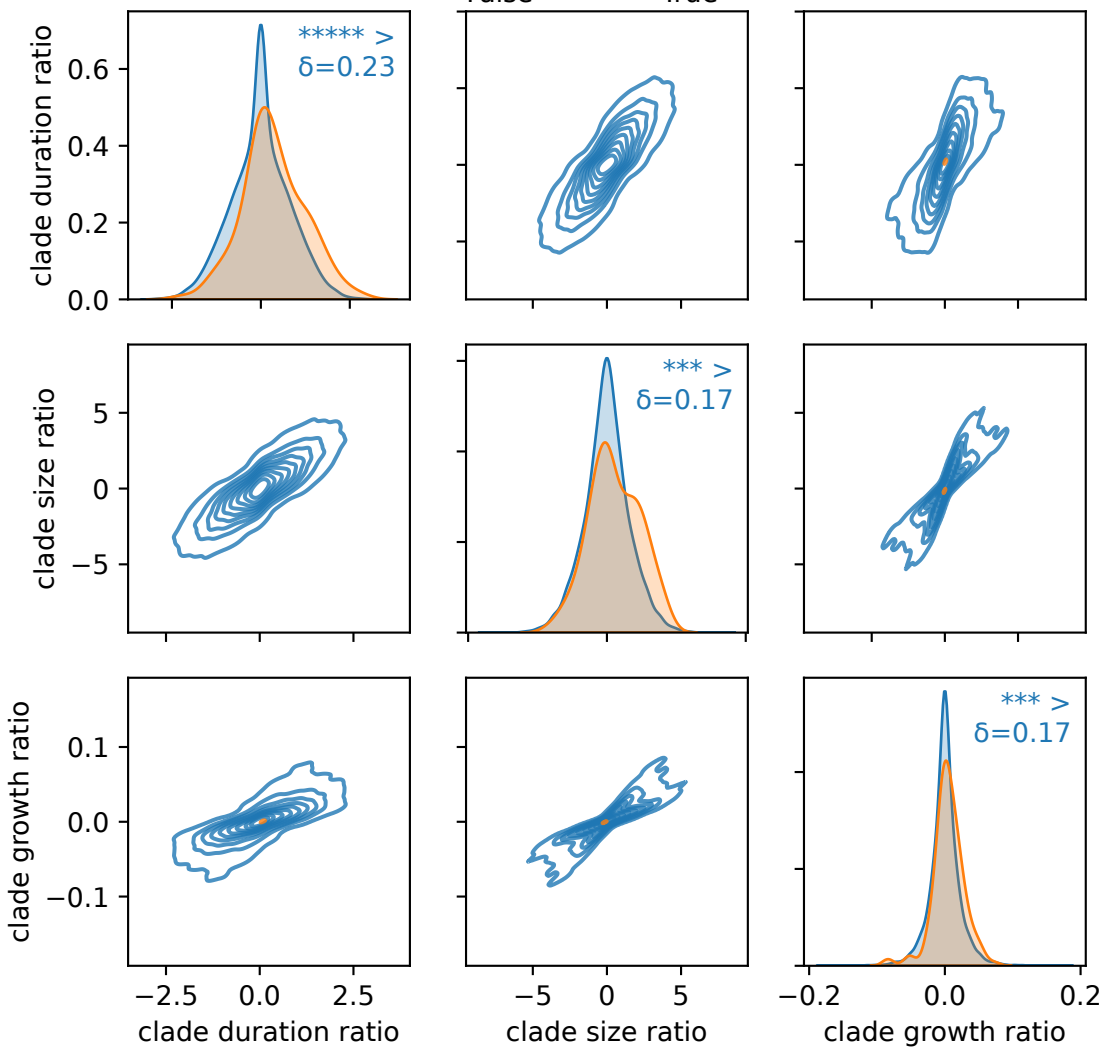 0.6
0.4
0.2
0.0
clade duration ratio
***** >
δ=0.23
5
0
−5
clade size ratio
*** >
δ=0.17
0.1
0.0
−0.1
clade growth ratio
*** >
δ=0.17
−2.5 0.0 2.5
−5 0 5
−0.2 0.0 0.2
clade duration ratio
clade size ratio
clade growth ratio